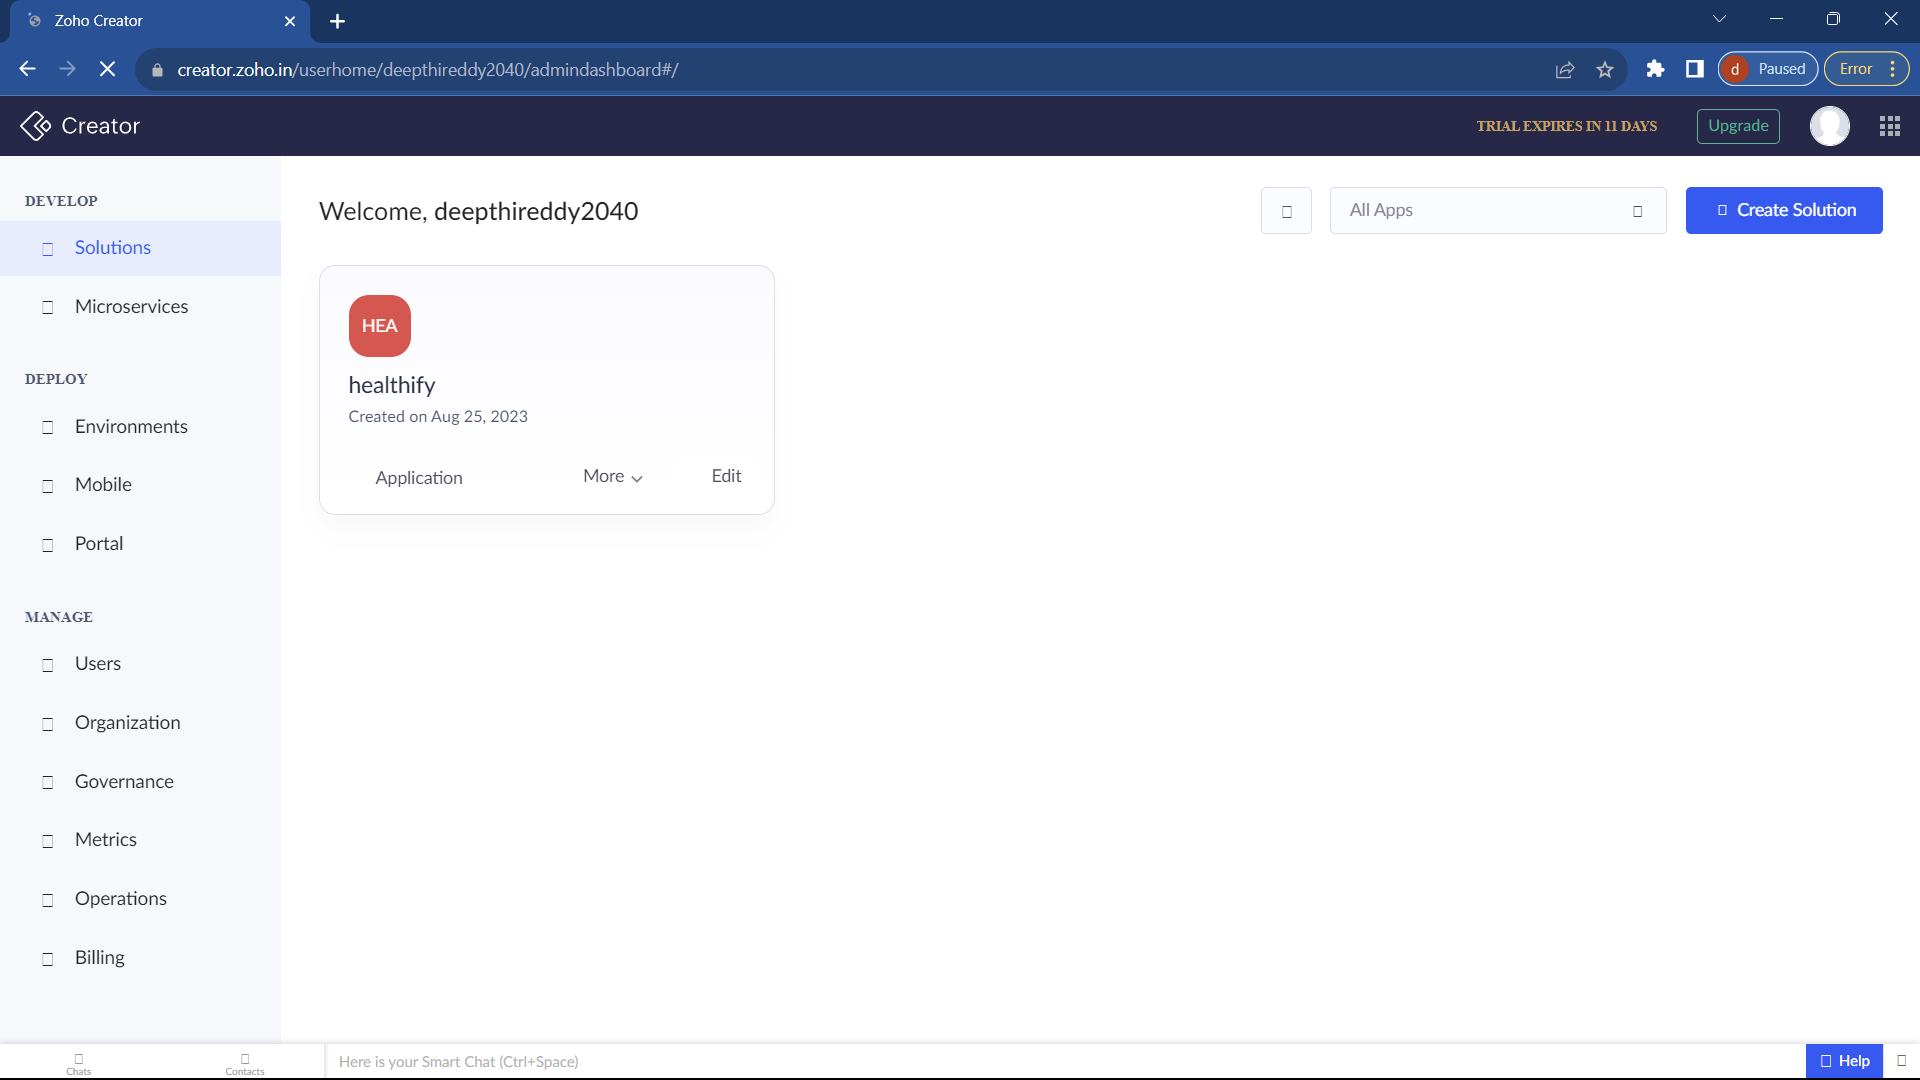 Zoho Creator
creator.zoho.in/userhome/deepthireddy2040/admindashboard#/
d Paused
Error
Creator
TRIAL EXPIRES IN 11 DAYS
Upgrade
DEVELOP
Solutions
Microservices
DEPLOY
Environments
Mobile
Portal
MANAGE
Users
Organization
Governance
Metrics
Operations
Billing
Welcome, deepthireddy2040
All Apps
Create Solution
HEA
healthify
Created on Aug 25, 2023
Application
More
Edit
Chats
Contacts
Here is your Smart Chat (Ctrl+Space)
Help